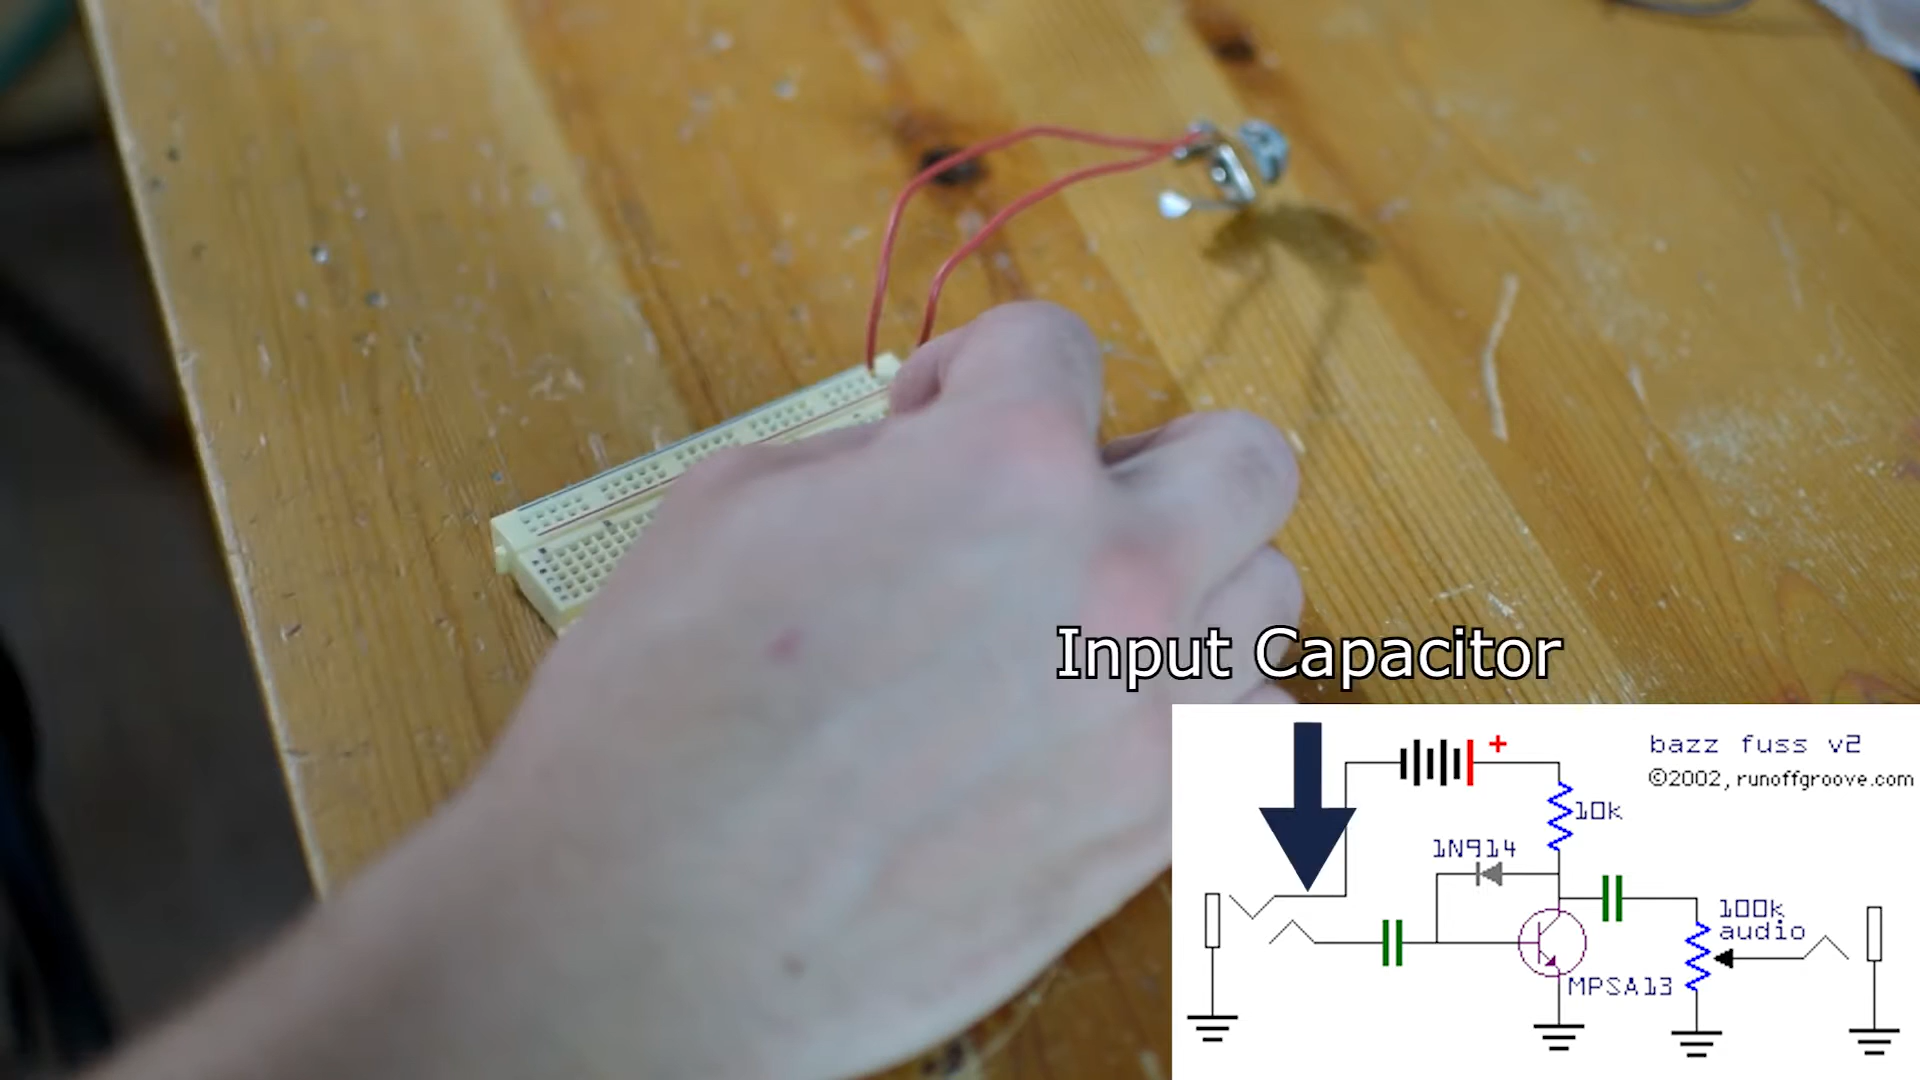 Input Capacitor
+
bazz fuss v2
©2002, runoffgroove.com
10k
1N914
100k
audio
MPSA13